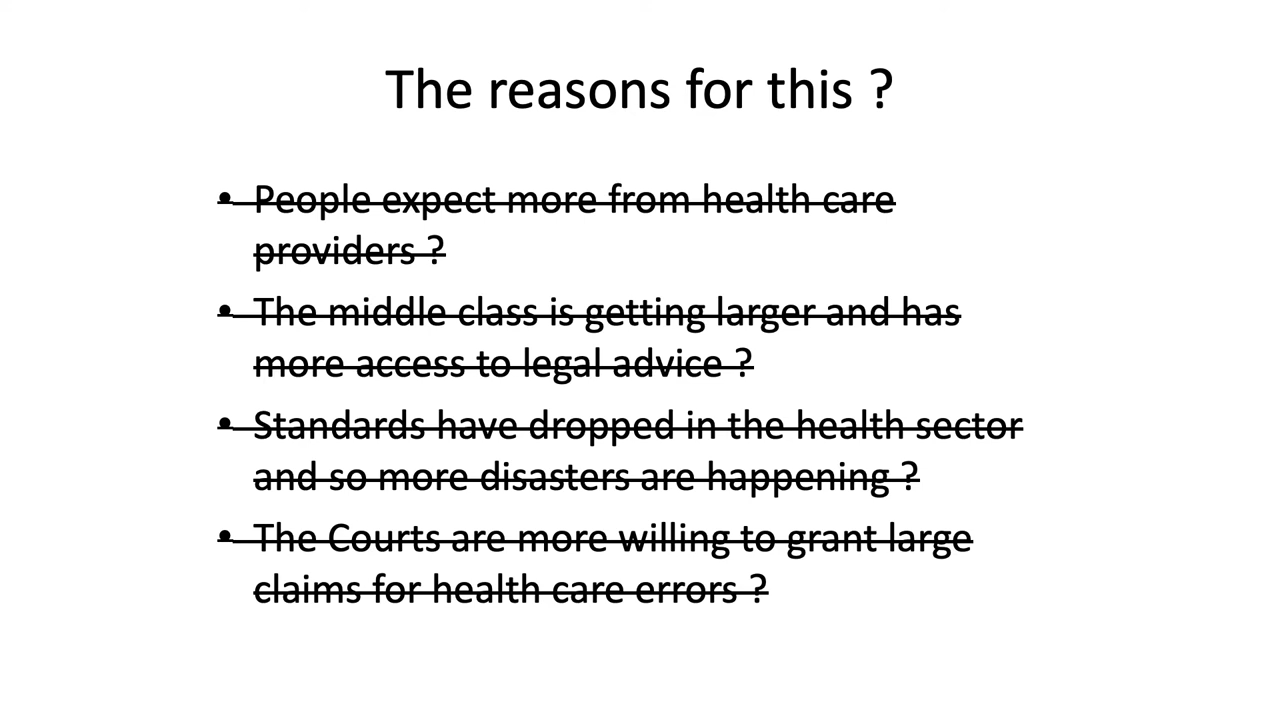 The reasons for this ?
• People expect more from health care
providers ?
• The middle class is getting larger and has
more access to legal advice ?
• Standards have dropped in the health sector
and so more disasters are happening ?
• The Courts are more willing to grant large
claims for health care errors ?